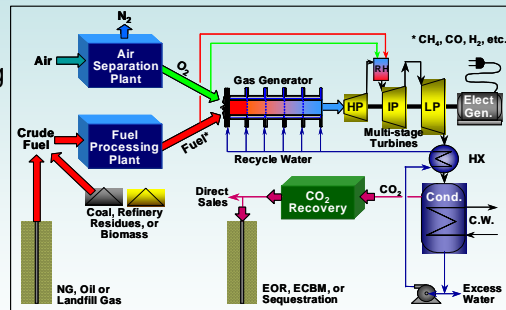 g
N2
* CH4, CO, H2, etc.
Air
Air
Separation
Plant
O2
RH
Gas Generator
HP
IP
LP
Elect
Gen.
Multi-stage
Turbines
Crude
Fuel
Fuel
Processing
Plant
Fuel*
Recycle Water
HX
Direct
Sales
CO2
Recovery
CO2
Cond.
C.W.
Coal, Refinery
Residues, or
Biomass
NG, Oil or
Landfill Gas
EOR, ECBM, or
Sequestration
Excess
Water